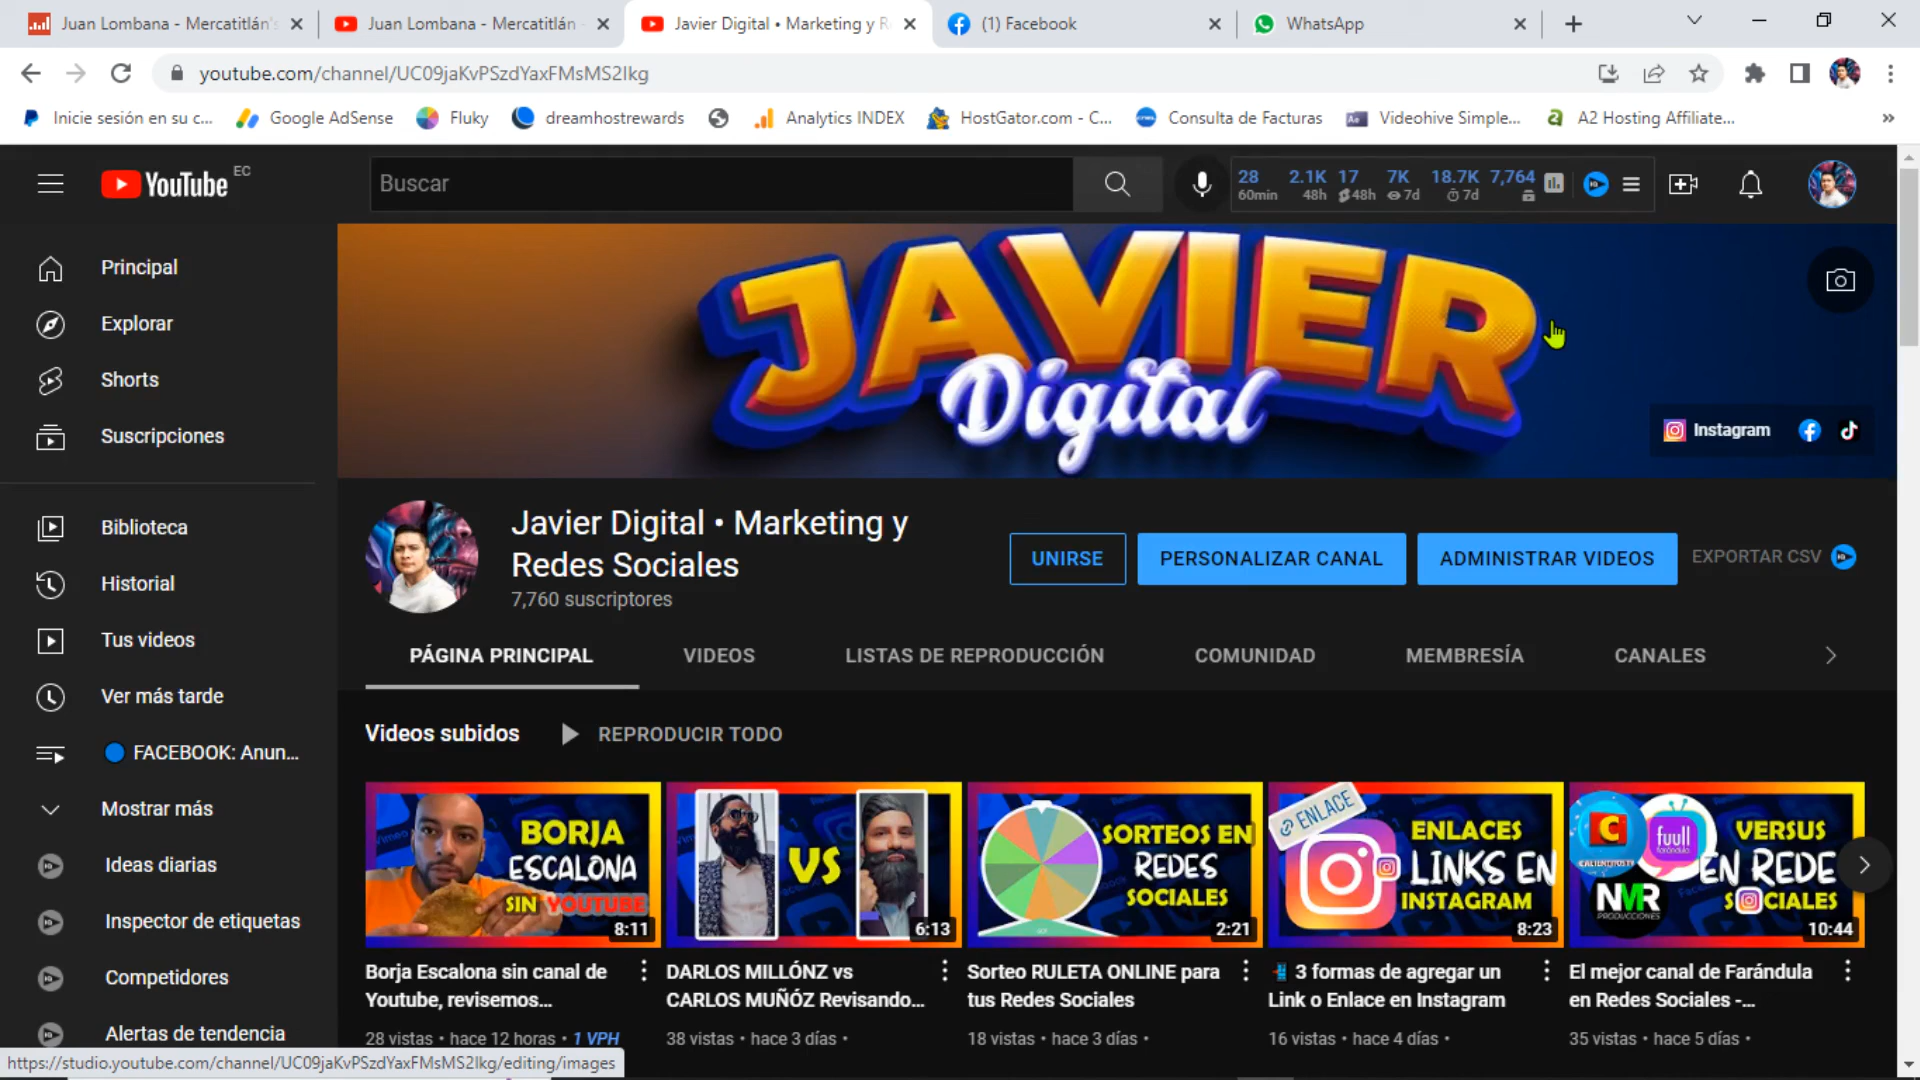 Juan Lombana - Mercatitlán's
Juan Lombana - Mercatitlán -
Javier Digital • Marketing y R
(1) Facebook
WhatsApp
youtube.com/channel/UC09jaKvPSzdYaxFMsMS2Ikg
Inicie sesión en su c...
Google AdSense
Fluky
dreamhostrewards
Analytics INDEX
HostGator.com - C...
Consulta de Facturas
Videohive Simple...
A2 Hosting Affiliate...
YouTube EC
Buscar
28 2.1K 17 7K 18.7K 7,764
60min 48h 48h 7d 7d
Principal
Explorar
Shorts
Suscripciones
Biblioteca
Historial
Tus videos
Ver más tarde
FACEBOOK: Anun...
Mostrar más
Ideas diarias
Inspector de etiquetas
Competidores
Alertas de tendencia
JAVIER
Digital
Instagram
Javier Digital • Marketing y
Redes Sociales
7,760 suscriptores
UNIRSE
PERSONALIZAR CANAL
ADMINISTRAR VIDEOS
EXPORTAR CSV
PÁGINA PRINCIPAL
VIDEOS
LISTAS DE REPRODUCCIÓN
COMUNIDAD
MEMBRESÍA
CANALES
Videos subidos
REPRODUCIR TODO
BORJA
ESCALONA
SIN YOUTUBE
8:11
VS
6:13
SORTEOS EN
REDES
SOCIALES
2:21
ENLACE
ENLACES
LINKS EN
INSTAGRAM
8:23
C
fuull
farándula
NMR
PRODUCCIONES
VERSUS
EN REDE
SOCIALES
10:44
Borja Escalona sin canal de
Youtube, revisemos...
28 vistas • hace 12 horas • 1 VPH
DARLOS MILLÓNZ vs
CARLOS MUÑÓZ Revisando...
38 vistas • hace 3 días •
Sorteo RULETA ONLINE para
tus Redes Sociales
18 vistas • hace 3 días •
3 formas de agregar un
Link o Enlace en Instagram
16 vistas • hace 4 días •
El mejor canal de Farándula
en Redes Sociales -...
35 vistas • hace 5 días •
https://studio.youtube.com/channel/UC09jaKvPSzdYaxFMsMS2Ikg/editing/images